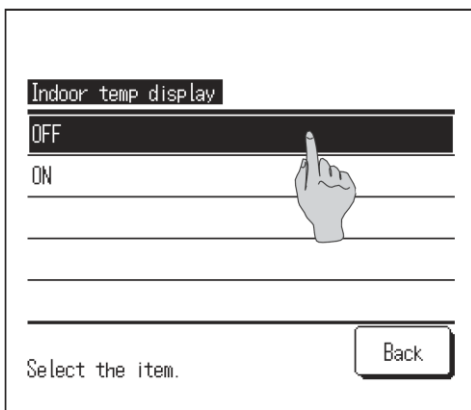 Indoor temp display
OFF
ON
Select the item.
Back